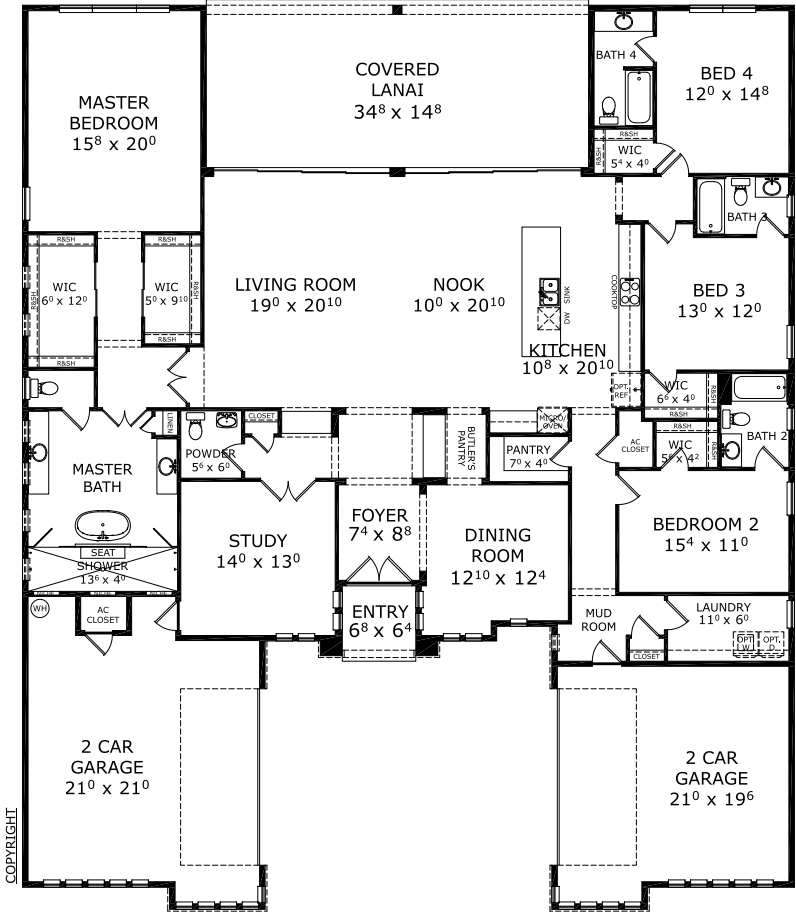 COVERED
LANAI
34⁸ x 14⁸
BATH 4
BED 4
12⁰ x 14⁸
MASTER
BEDROOM
15⁸ x 20⁰
R&SH
R&SH
WIC
5⁴ x 4⁰
BATH 3
R&SH
R&SH
WIC
6⁰ x 12⁰
R&SH
R&SH
WIC
5⁰ x 9¹⁰
R&SH
R&SH
LIVING ROOM
19⁰ x 20¹⁰
NOOK
10⁰ x 20¹⁰
SINK
DW
COOKTOP
BED 3
13⁰ x 12⁰
KITCHEN
10⁸ x 20¹⁰
OPT.
REF
WIC
6⁶ x 4⁰
R&SH
R&SH
LINEN
CLOSET
POWDER
5⁶ x 6⁰
BUTLER'S
PANTRY
MICRO/
OVEN
PANTRY
7⁰ x 4⁰
AC
CLOSET
R&SH
WIC
5⁶ x 4²
R&SH
BATH 2
MASTER
BATH
SEAT
SHOWER
13⁶ x 4⁰
STUDY
14⁰ x 13⁰
FOYER
7⁴ x 8⁸
DINING
ROOM
12¹⁰ x 12⁴
BEDROOM 2
15⁴ x 11⁰
WH
AC
CLOSET
ENTRY
6⁸ x 6⁴
MUD
ROOM
LAUNDRY
11⁰ x 6⁰
OPT.
W
OPT.
D
CLOSET
2 CAR
GARAGE
21⁰ x 21⁰
2 CAR
GARAGE
21⁰ x 19⁶
COPYRIGHT